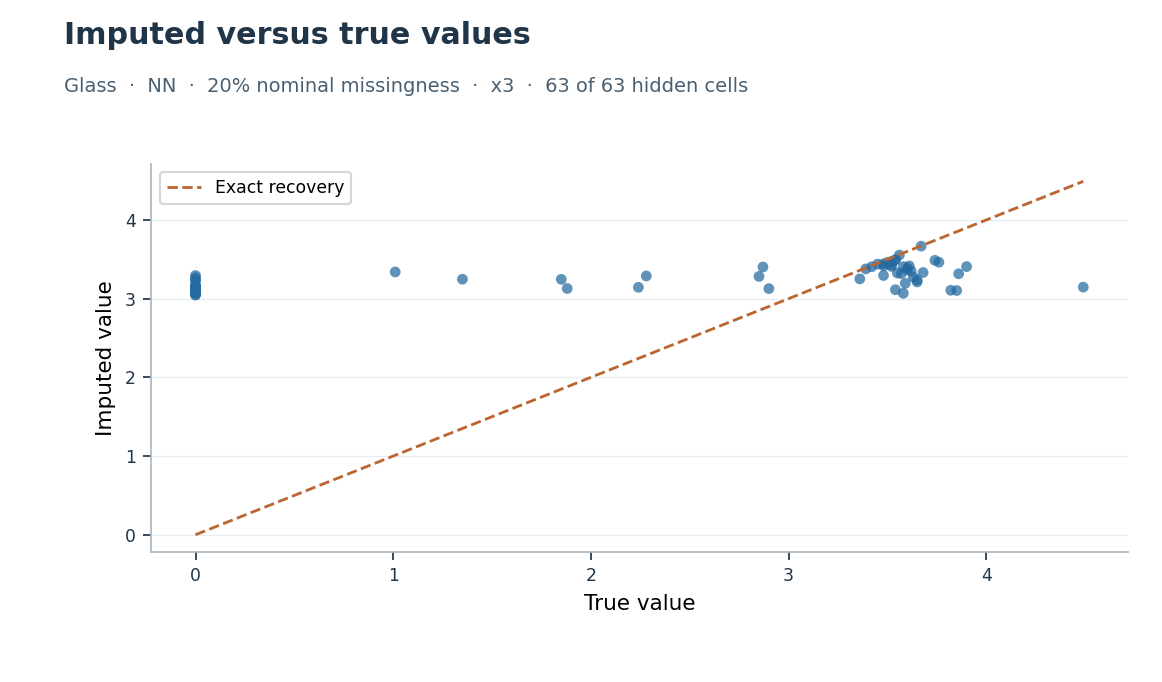 Imputed versus true values
Glass · NN · 20% nominal missingness · x3 · 63 of 63 hidden cells
Exact recovery
4
3
2
1
0
Imputed value
0
1
2
3
4
True value